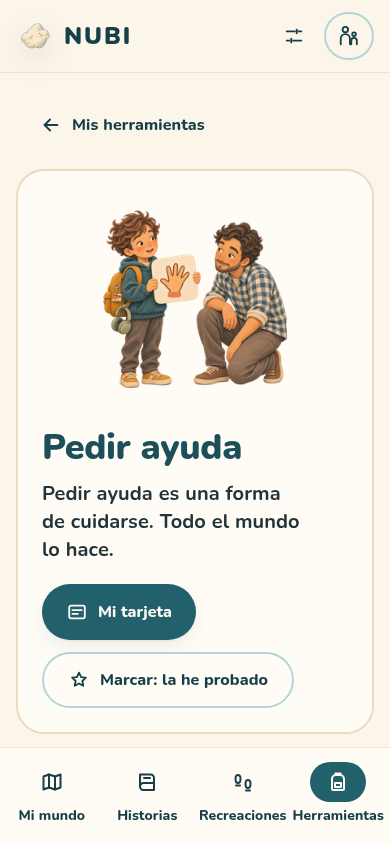 NUBI
Mis herramientas
Pedir ayuda
Pedir ayuda es una forma
de cuidarse. Todo el mundo
lo hace.
Mi tarjeta
Marcar: la he probado
Mi mundo
Historias
Recreaciones
Herramientas